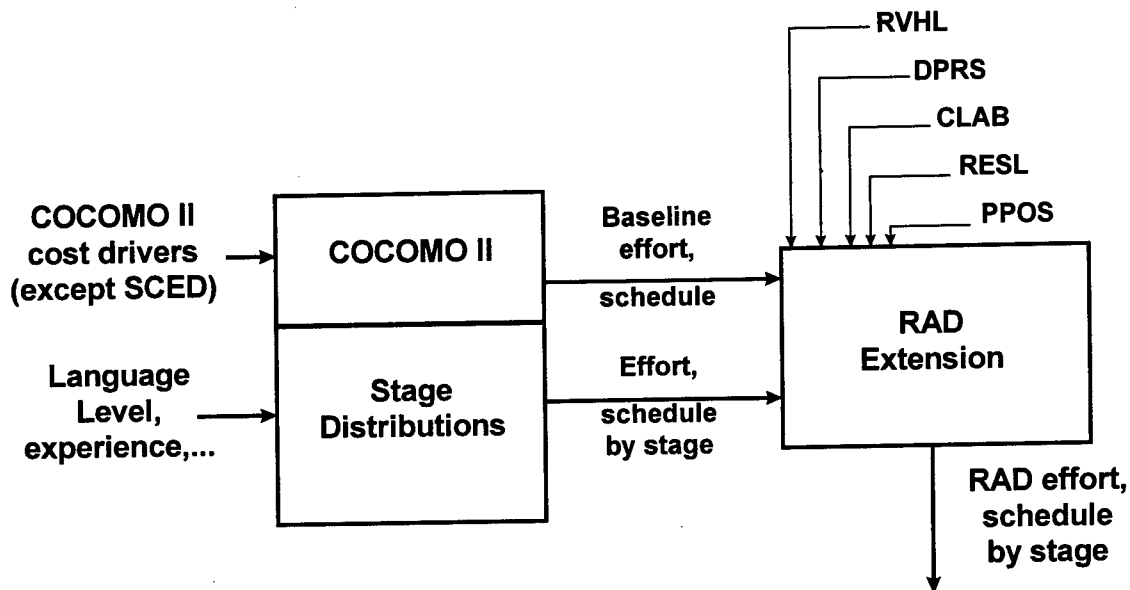 RVHL
DPRS
CLAB
RESL
PPOS
COCOMO II
cost drivers
(except SCED)
COCOMO II
Baseline
effort,
schedule
RAD
Extension
Language
Level,
experience,...
Stage
Distributions
Effort,
schedule
by stage
RAD effort,
schedule
by stage